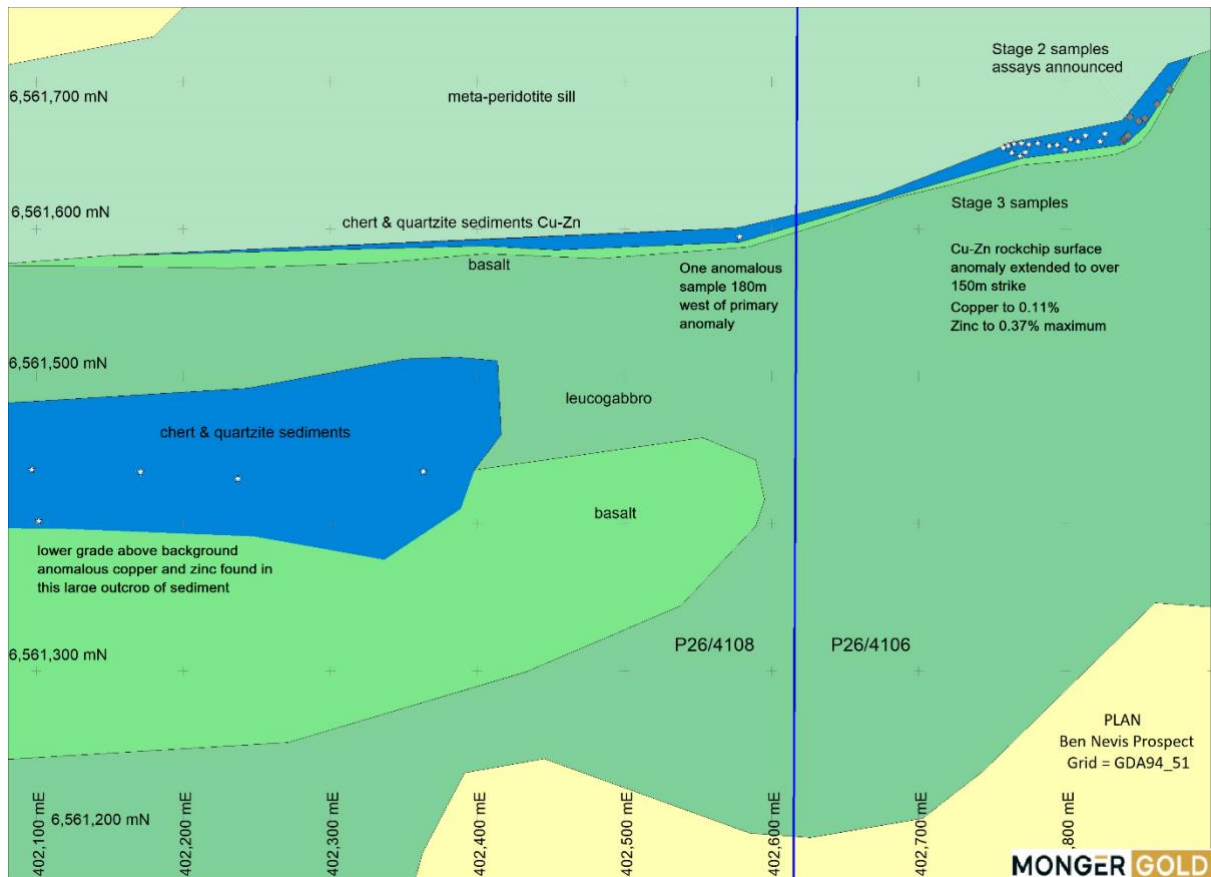 Stage 2 samples
assays announced
6,561,700 mN
meta-peridotite sill
6,561,600 mN
chert & quartzite sediments Cu-Zn
basalt
Stage 3 samples
Cu-Zn rockchip surface
anomaly extended to over
150m strike
Copper to 0.11%
Zinc to 0.37% maximum
One anomalous
sample 180m
west of primary
anomaly
6,561,500 mN
leucogabbro
chert & quartzite sediments
basalt
lower grade above background
anomalous copper and zinc found in
this large outcrop of sediment
P26/4108
P26/4106
6,561,300 mN
PLAN
Ben Nevis Prospect
Grid = GDA94_51
6,561,200 mN
402,100 mE
402,200 mE
402,300 mE
402,400 mE
402,500 mE
402,600 mE
402,700 mE
402,800 mE
MONGER GOLD